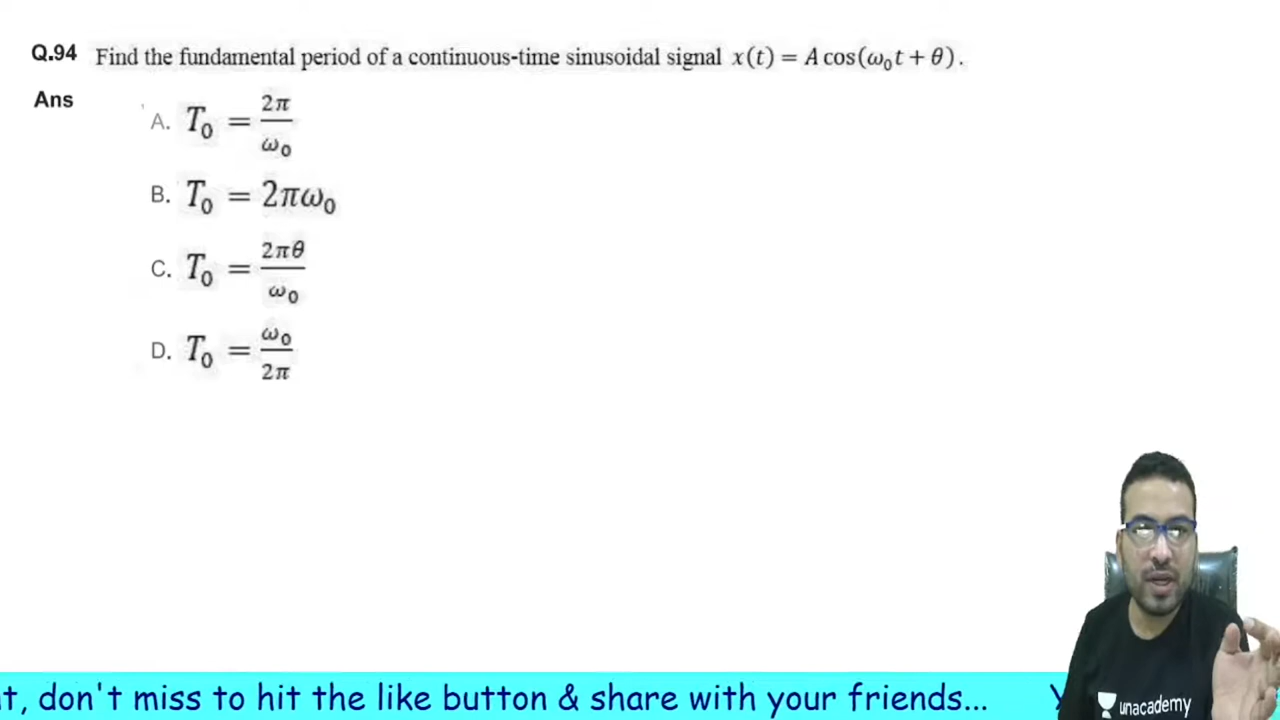 Q.94 Find the fundamental period of a continuous-time sinusoidal signal x(t) = A cos(ω₀t + θ).
Ans
A. T₀ = 2π/ω₀
B. T₀ = 2πω₀
C. T₀ = 2πθ/ω₀
D. T₀ = ω₀/2π
unacademy
t, don't miss to hit the like button & share with your friends...